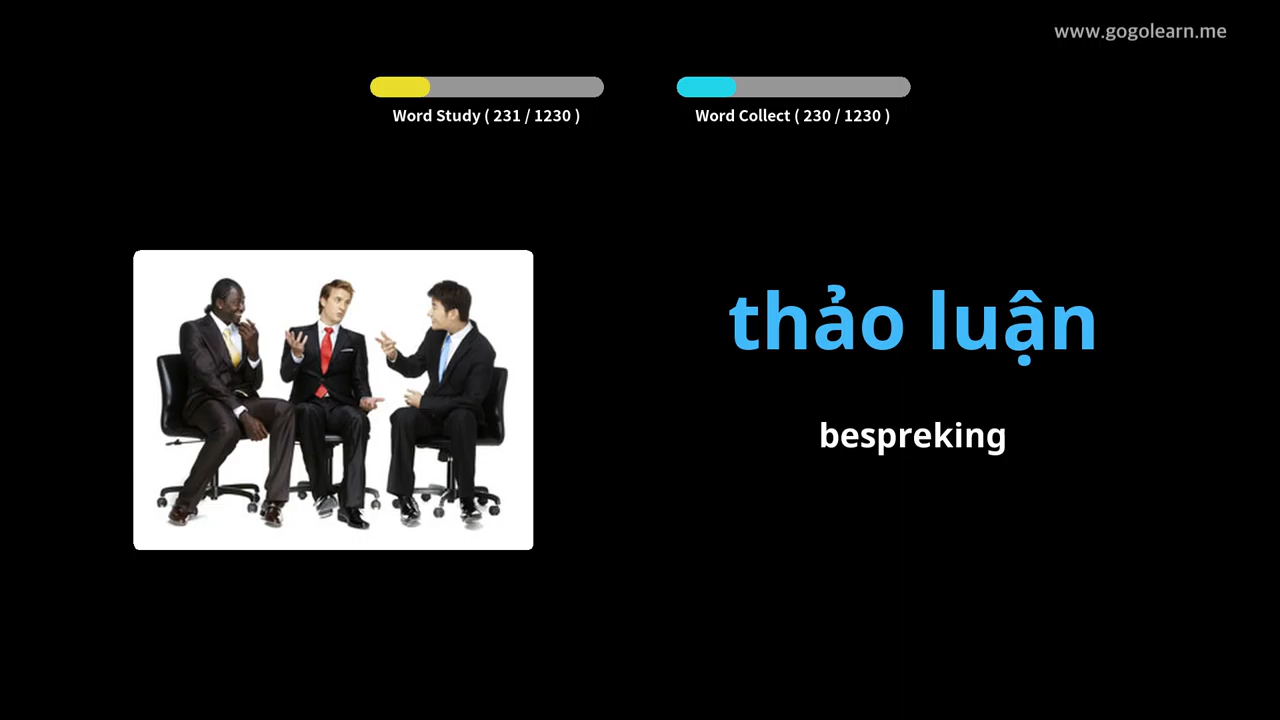 www.gogolearn.me
Word Study ( 231 / 1230 )
Word Collect ( 230 / 1230 )
thảo luận
bespreking